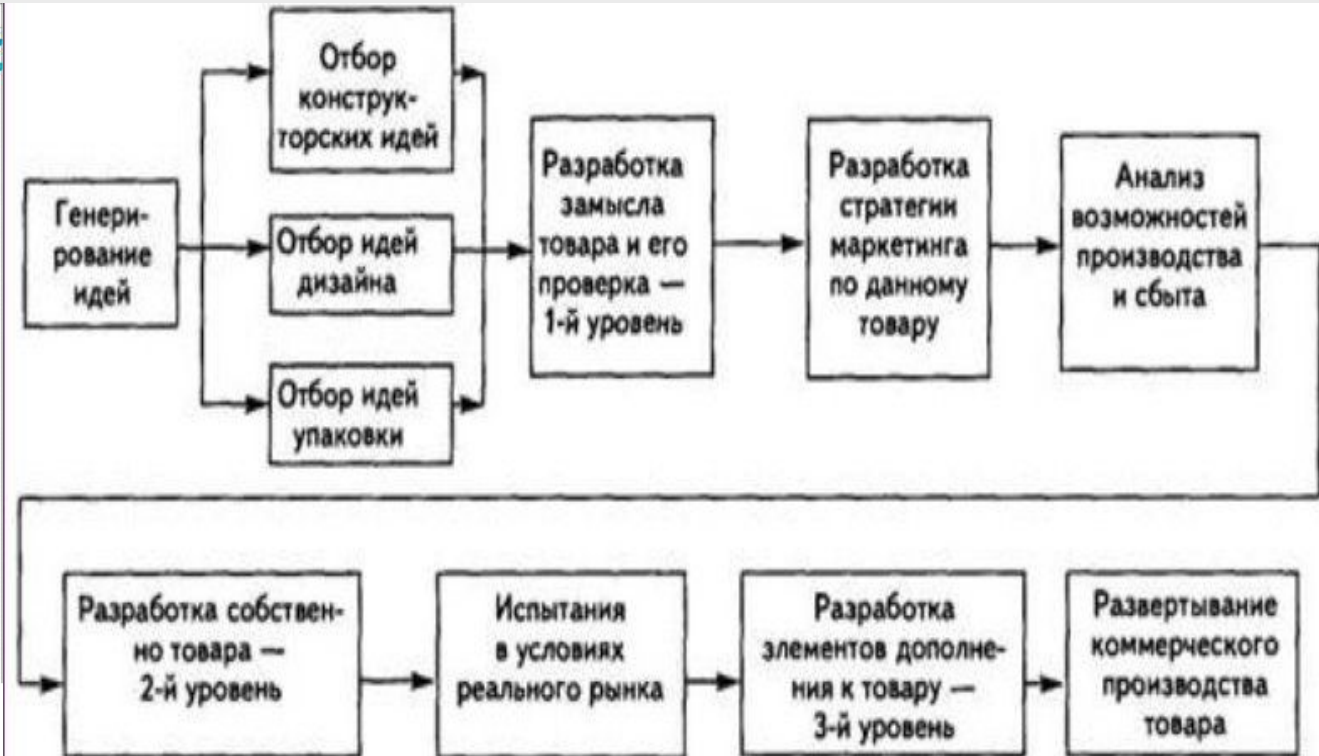 Генери-
рование
идей
Отбор
конструк-
торских идей
Отбор идей
дизайна
Отбор идей
упаковки
Разработка
замысла
товара и его
проверка —
1-й уровень
Разработка
стратегии
маркетинга
по данному
товару
Анализ
возможностей
производства
и сбыта
Разработка собствен-
но товара —
2-й уровень
Испытания
в условиях
реального рынка
Разработка
элементов дополне-
ния к товару —
3-й уровень
Развертывание
коммерческого
производства
товара